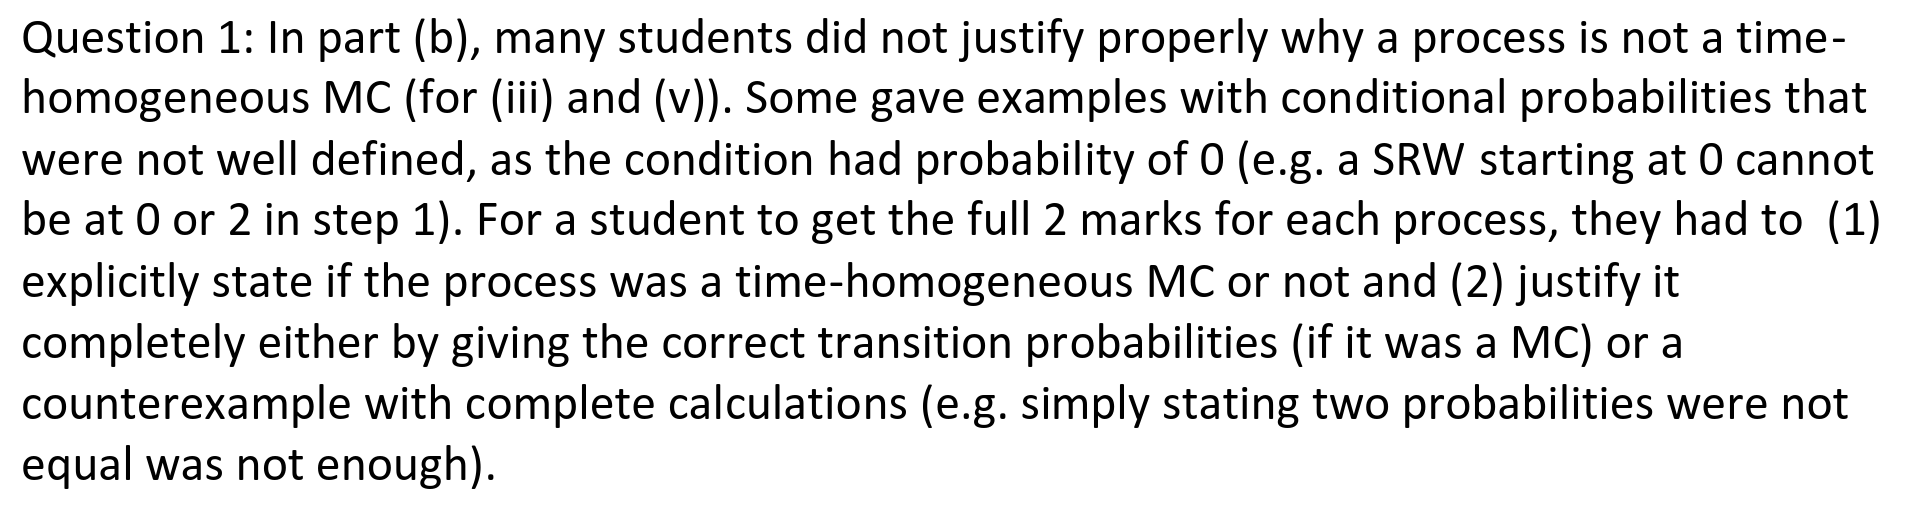 Question 1: In part (b), many students did not justify properly why a process is not a time-
homogeneous MC (for (iii) and (v)). Some gave examples with conditional probabilities that
were not well defined, as the condition had probability of 0 (e.g. a SRW starting at 0 cannot
be at 0 or 2 in step 1). For a student to get the full 2 marks for each process, they had to  (1)
explicitly state if the process was a time-homogeneous MC or not and (2) justify it
completely either by giving the correct transition probabilities (if it was a MC) or a
counterexample with complete calculations (e.g. simply stating two probabilities were not
equal was not enough).